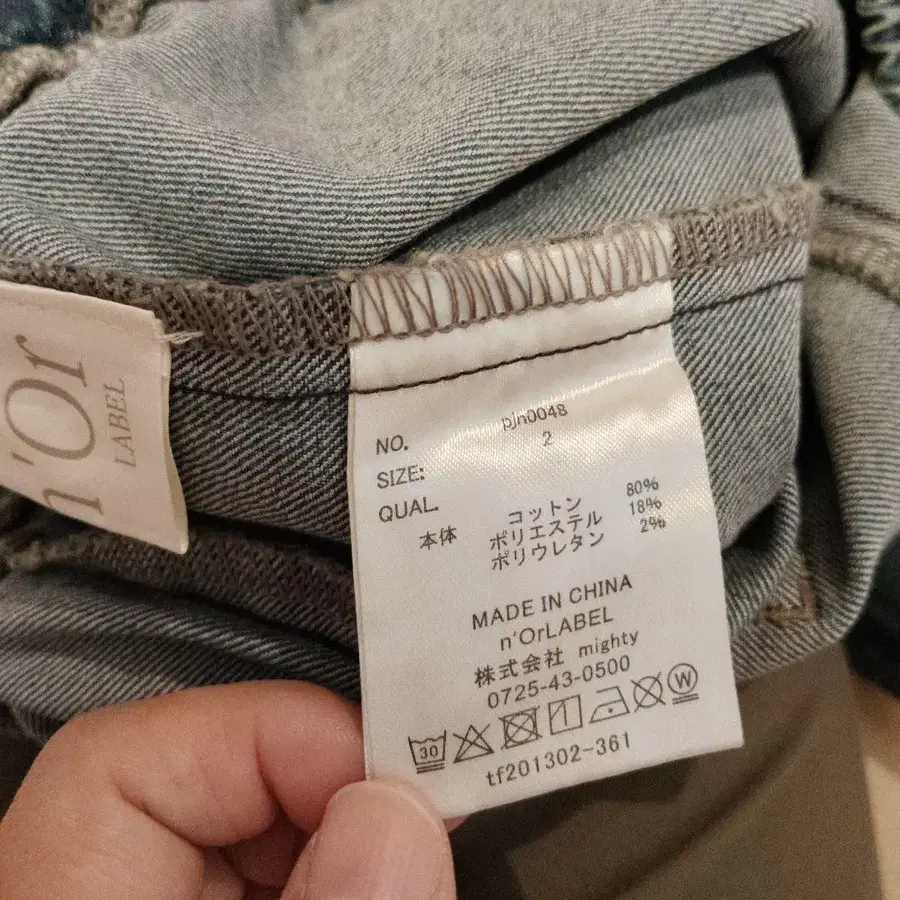 n'Or
LABEL
NO. pjn0048
SIZE: 2
QUAL.
本体 コットン 80%
ポリエステル 18%
ポリウレタン 2%
MADE IN CHINA
n'OrLABEL
株式会社 mighty
0725-43-0500
30 W
tf201302-361